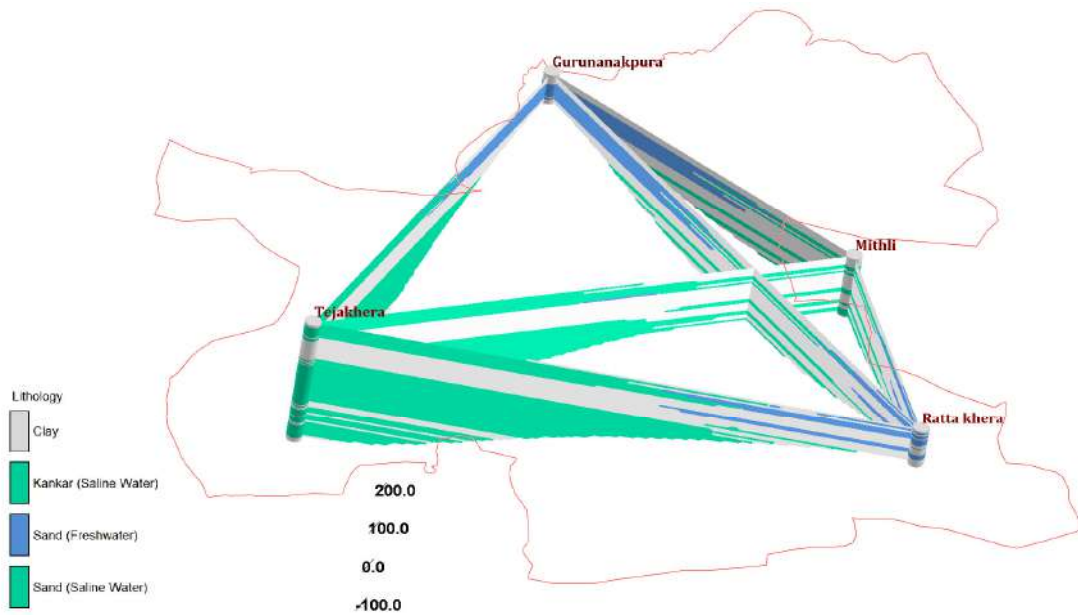 Gurunanakpura
Mithli
Tejakhera
Ratta khera
Lithology
Clay
Kankar (Saline Water)
Sand (Freshwater)
Sand (Saline Water)
200.0
100.0
0.0
-100.0